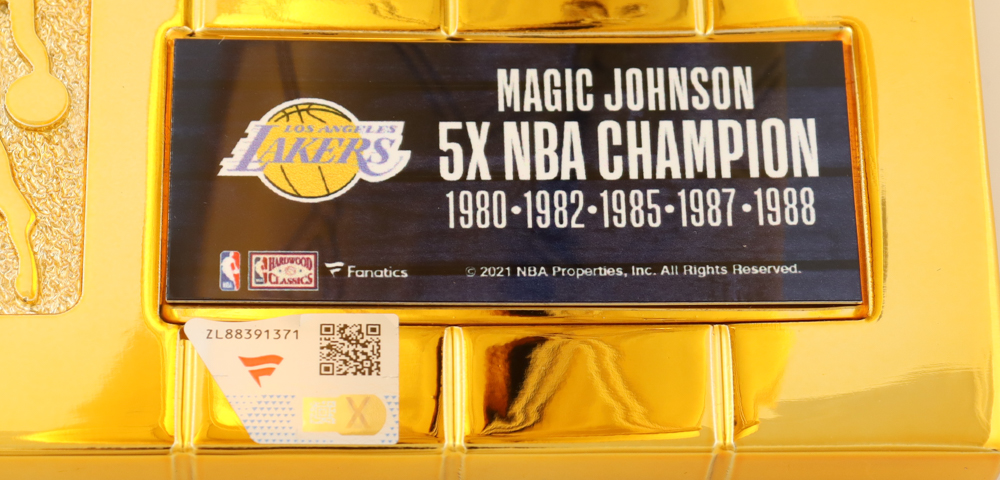 MAGIC JOHNSON
5X NBA CHAMPION
1980•1982•1985•1987•1988
LOS ANGELES
LAKERS
HARDWOOD
CLASSICS
Fanatics
© 2021 NBA Properties, Inc. All Rights Reserved.
ZL88391371